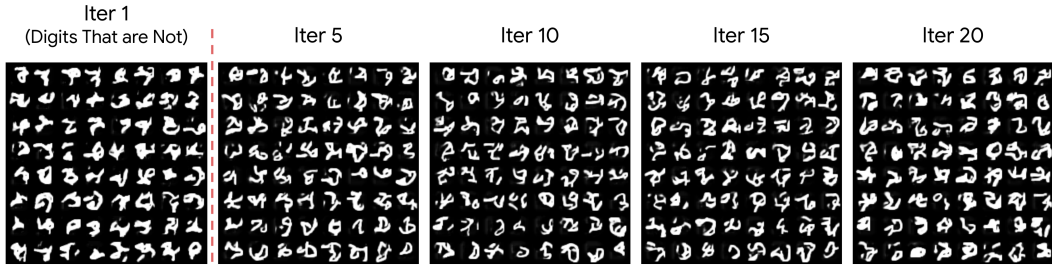 Iter 1
(Digits That are Not)
Iter 5
Iter 10
Iter 15
Iter 20